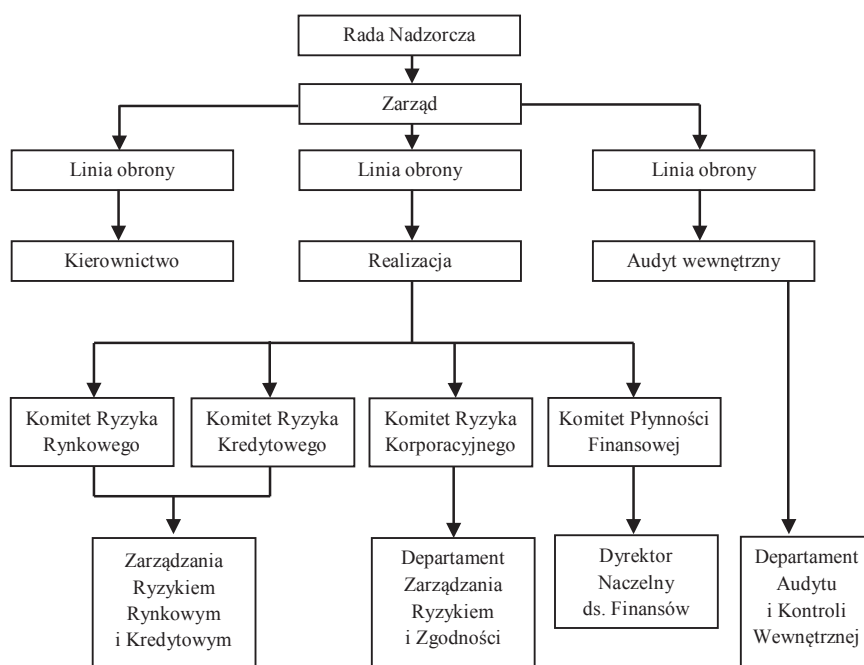 Rada Nadzorcza
Zarząd
Linia obrony
Linia obrony
Linia obrony
Kierownictwo
Realizacja
Audyt wewnętrzny
Komitet Ryzyka
Rynkowego
Komitet Ryzyka
Kredytowego
Komitet Ryzyka
Korporacyjnego
Komitet Płynności
Finansowej
Zarządzania
Ryzykiem
Rynkowym
i Kredytowym
Departament
Zarządzania
Ryzykiem
i Zgodności
Dyrektor
Naczelny
ds. Finansów
Departament
Audytu
i Kontroli
Wewnętrznej